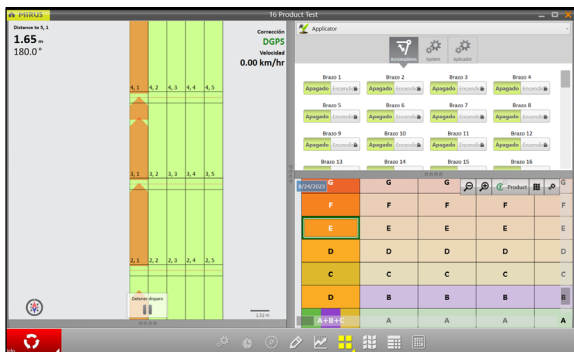 MIRUS
16 Product Test
Distance to 5, 1
1.65 m
180.0°
Corrección
DGPS
Velocidad
0.00 km/hr
4, 1 4, 2 4, 3 4, 4 4, 5
3, 1 3, 2 3, 3 3, 4 3, 5
2, 1 2, 2 2, 3 2, 4 2, 5
Detener disparo
1.52 m
Applicator
Accionadores System Aplicador
Brazo 1 Brazo 2 Brazo 3 Brazo 4
Apagado Encendido Apagado Encendido Apagado Encendido Apagado Encendido
Brazo 5 Brazo 6 Brazo 7 Brazo 8
Apagado Encendido Apagado Encendido Apagado Encendido Apagado Encendido
Brazo 9 Brazo 10 Brazo 11 Brazo 12
Apagado Encendido Apagado Encendido Apagado Encendido Apagado Encendido
Brazo 13 Brazo 14 Brazo 15 Brazo 16
8/24/2023 G G G Product G
F F F F F
E E E E E
D D D D D
C C C C C
D B B B B
A+B+C A A A A